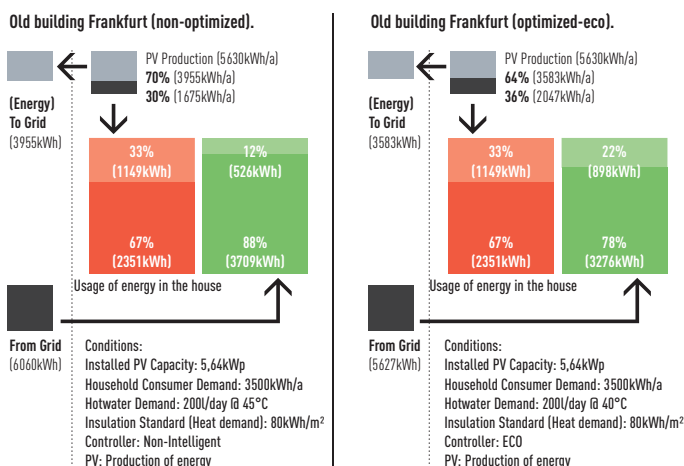 Old building Frankfurt (non-optimized).
PV Production (5630kWh/a)
70% (3955kWh/a)
30% (1675kWh/a)
(Energy)
To Grid
(3955kWh)
33%
(1149kWh)
12%
(526kWh)
67%
(2351kWh)
88%
(3709kWh)
Usage of energy in the house
From Grid
(6060kWh)
Conditions:
Installed PV Capacity: 5,64kWp
Household Consumer Demand: 3500kWh/a
Hotwater Demand: 200l/day @ 45°C
Insulation Standard (Heat demand): 80kWh/m²
Controller: Non-Intelligent
PV: Production of energy
Old building Frankfurt (optimized-eco).
PV Production (5630kWh/a)
64% (3583kWh/a)
36% (2047kWh/a)
(Energy)
To Grid
(3583kWh)
33%
(1149kWh)
22%
(898kWh)
67%
(2351kWh)
78%
(3276kWh)
Usage of energy in the house
From Grid
(5627kWh)
Conditions:
Installed PV Capacity: 5,64kWp
Household Consumer Demand: 3500kWh/a
Hotwater Demand: 200l/day @ 40°C
Insulation Standard (Heat demand): 80kWh/m²
Controller: ECO
PV: Production of energy